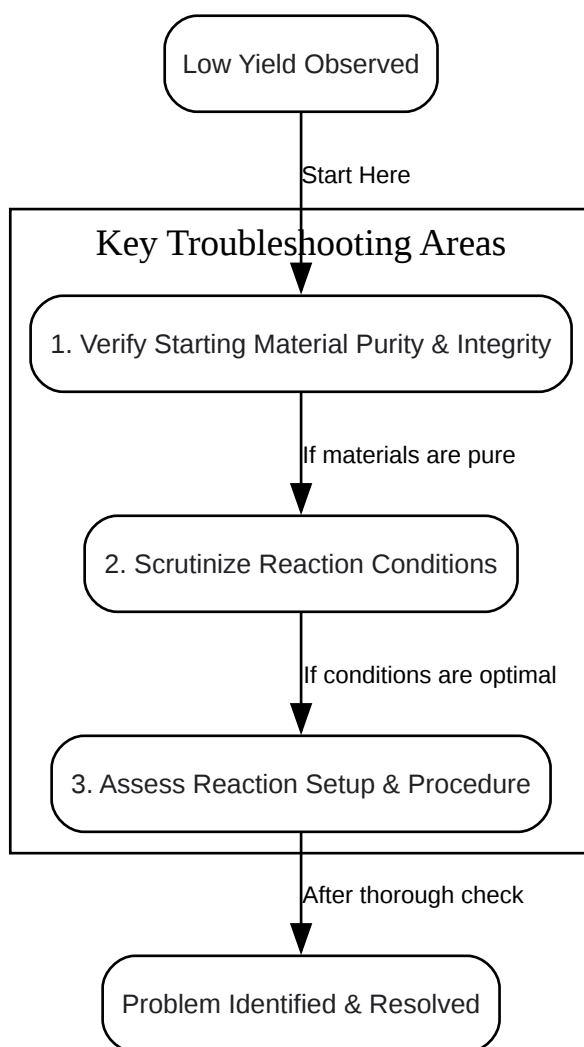 Low Yield Observed
Start Here
Key Troubleshooting Areas
1. Verify Starting Material Purity & Integrity
If materials are pure
2. Scrutinize Reaction Conditions
If conditions are optimal
3. Assess Reaction Setup & Procedure
After thorough check
Problem Identified & Resolved